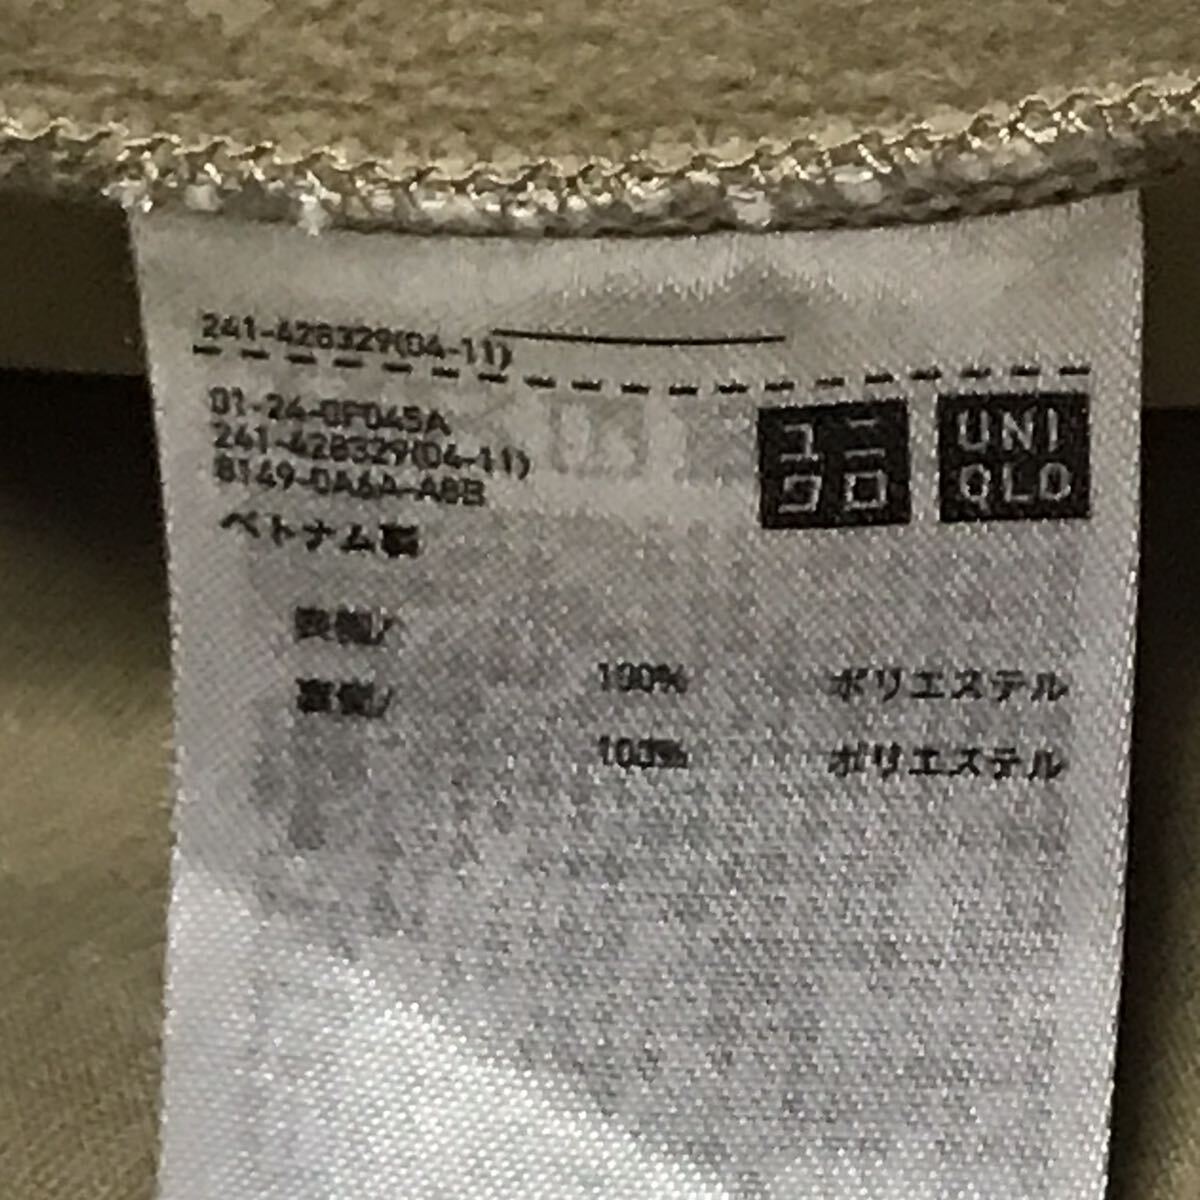 241-428329(04-11)
01-24-0F045A
241-428329(04-11)
8149-0A6A-A8B
ベトナム製
ユニ
クロ
UNI
QLO
表側/
100% ポリエステル
裏側/
100% ポリエステル